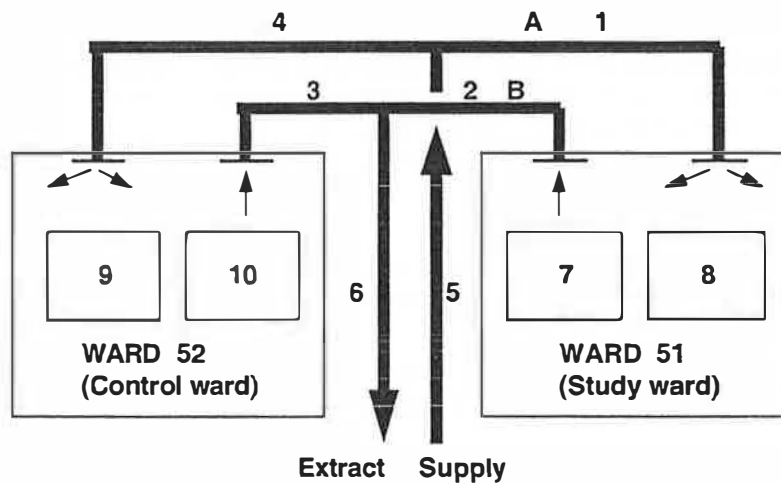 4 A 1
3 2 B
9 10 6 5 7 8
WARD 52 WARD 51
(Control ward) (Study ward)
Extract Supply